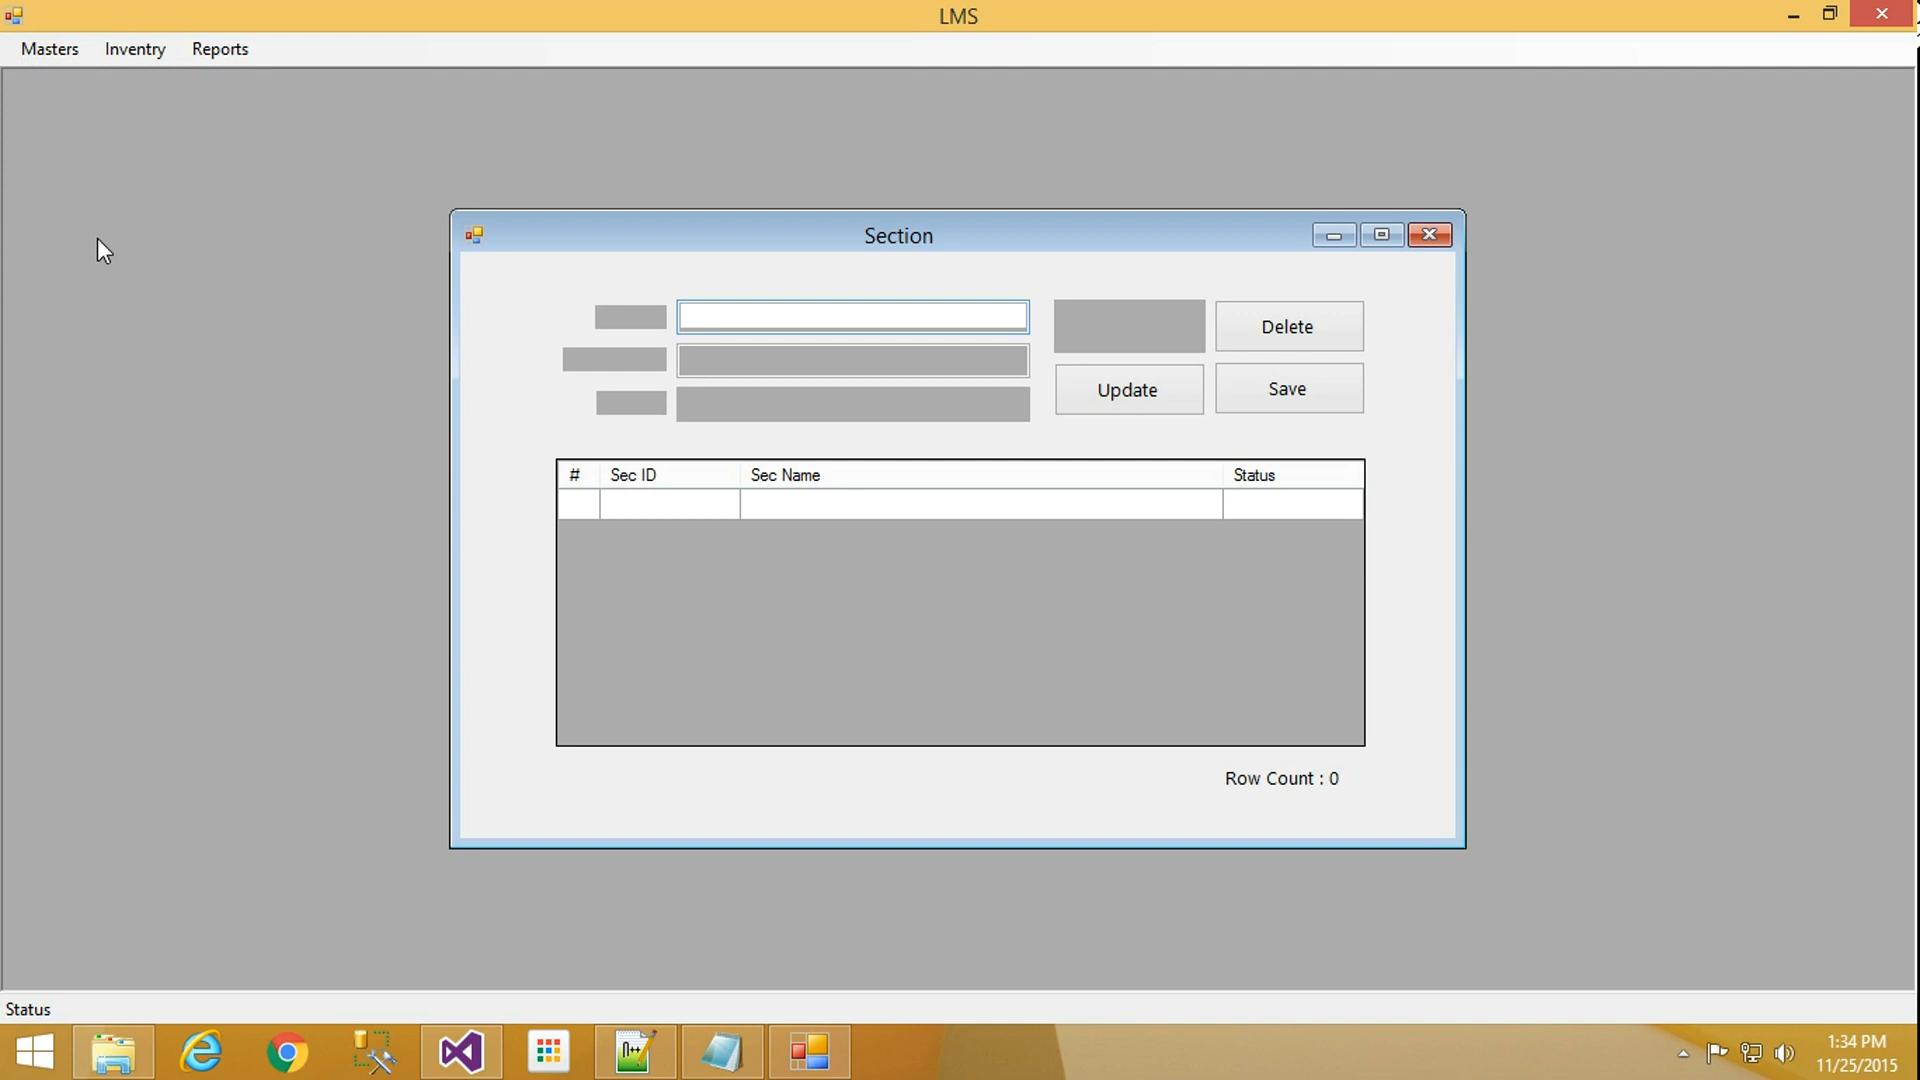 LMS
Masters Inventry Reports
Section
Delete
Update
Save
# Sec ID Sec Name Status
Row Count : 0
Status
n++
1:34 PM
11/25/2015